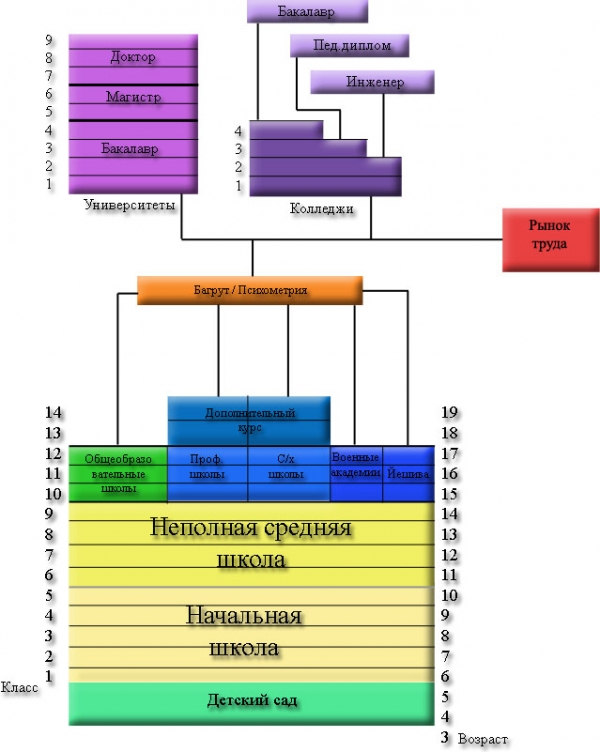 Бакалавр
9
8
7
6
5
4
3
2
1
Доктор
Магистр
Бакалавр
Университеты
Пед диплом
Инженер
4
3
2
1
Колледжи
Рынок
труда
Багрут / Психометрия
14
13
12
11
10
9
8
7
6
5
4
3
2
1
Класс
Дополнительный
курс
Общеобразо
вательные
школы
Проф.
школы
С/х
школы
Военные
академии
Йешива
Неполная средняя
школа
Начальная
школа
Детский сад
19
18
17
16
15
14
13
12
11
10
9
8
7
6
5
4
3
Возраст